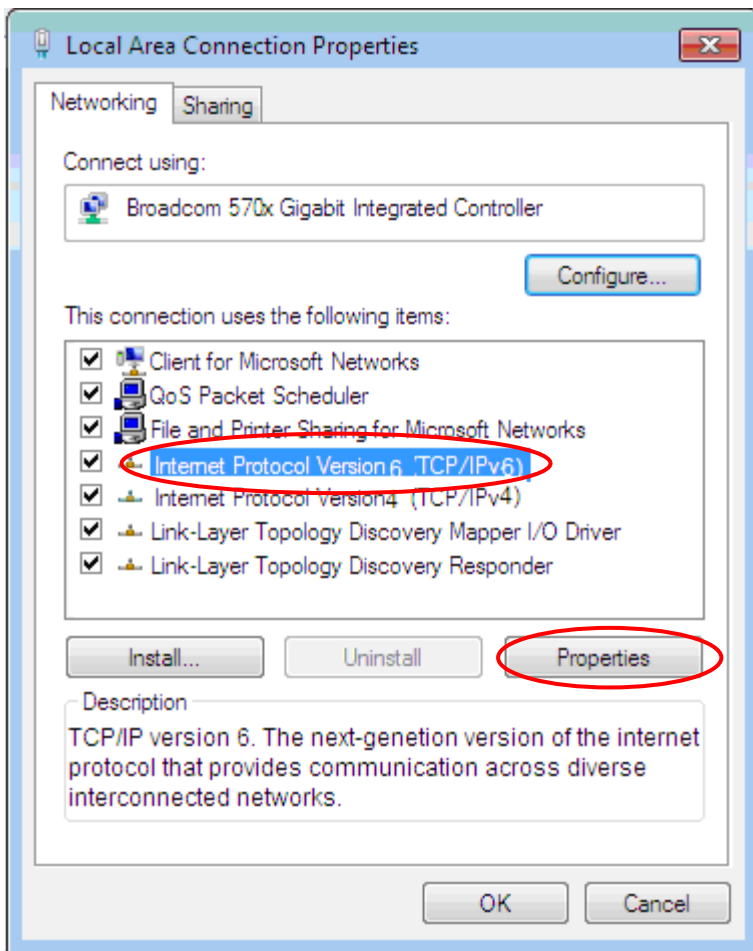 Local Area Connection Properties
Networking
Sharing
Connect using:
Broadcom 570x Gigabit Integrated Controller
Configure...
This connection uses the following items:
Client for Microsoft Networks
QoS Packet Scheduler
File and Printer Sharing for Microsoft Networks
Internet Protocol Version 6 (TCP/IPv6)
Internet Protocol Version4 (TCP/IPv4)
Link-Layer Topology Discovery Mapper I/O Driver
Link-Layer Topology Discovery Responder
Install...
Uninstall
Properties
Description
TCP/IP version 6. The next-genetion version of the internet
protocol that provides communication across diverse
interconnected networks.
OK
Cancel